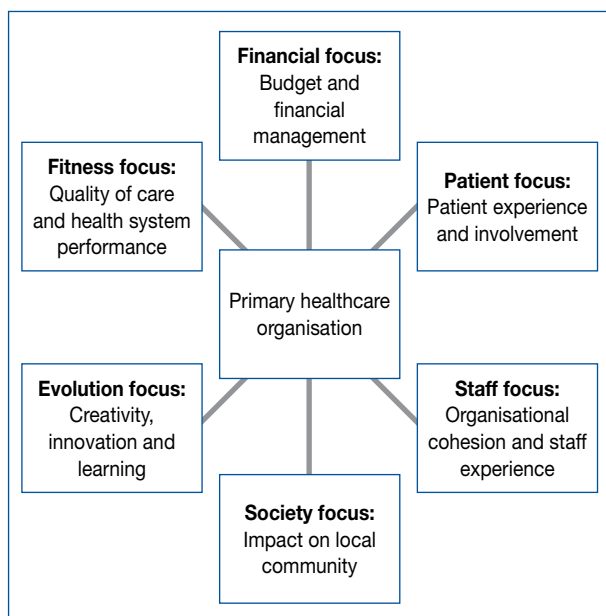 Financial focus:
Budget and
financial
management
Fitness focus:
Quality of care
and health system
performance
Patient focus:
Patient experience
and involvement
Primary healthcare
organisation
Evolution focus:
Creativity,
innovation and
learning
Staff focus:
Organisational
cohesion and staff
experience
Society focus:
Impact on local
community